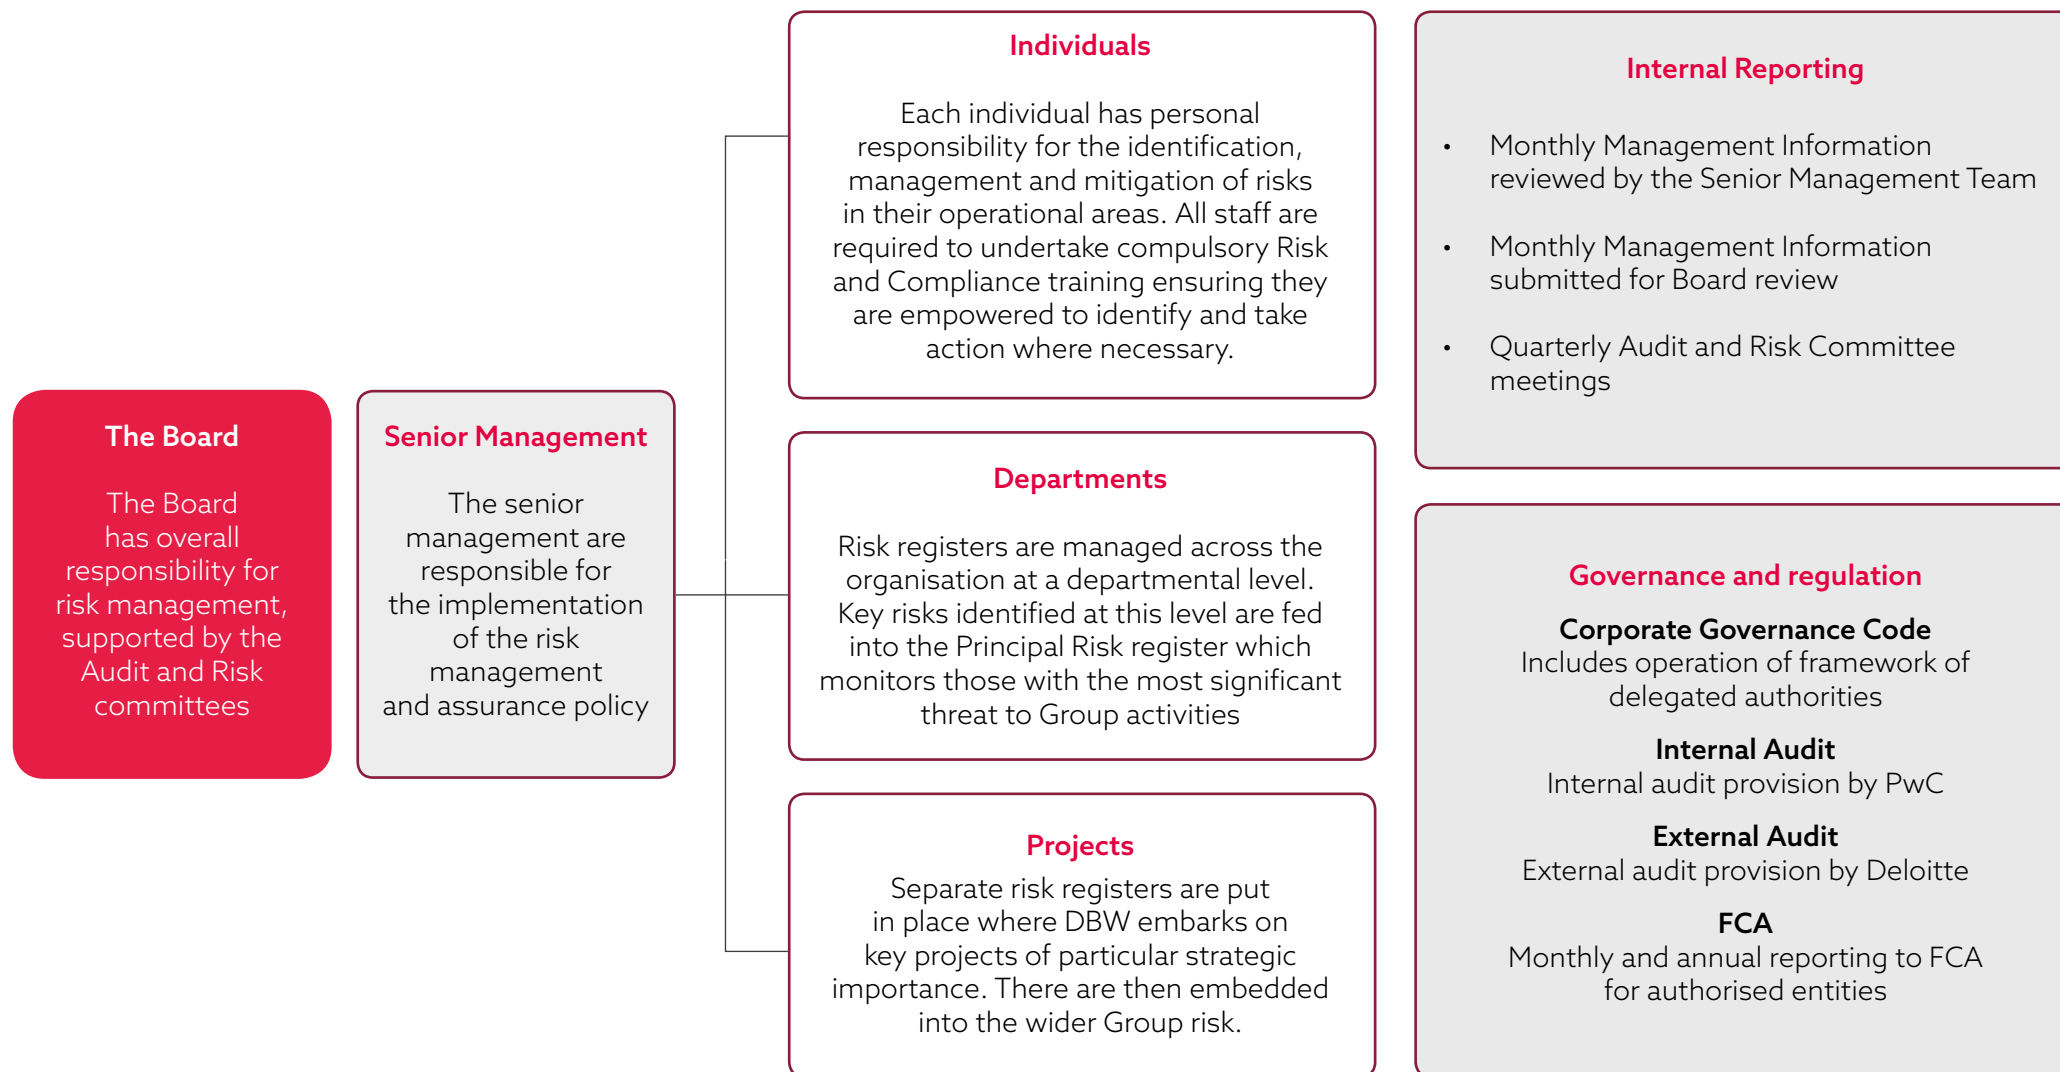 The Board
The Board
has overall
responsibility for
risk management,
supported by the
Audit and Risk
committees
Senior Management
The senior
management are
responsible for
the implementation
of the risk
management
and assurance policy
Individuals
Each individual has personal
responsibility for the identification,
management and mitigation of risks
in their operational areas. All staff are
required to undertake compulsory Risk
and Compliance training ensuring they
are empowered to identify and take
action where necessary.
Departments
Risk registers are managed across the
organisation at a departmental level.
Key risks identified at this level are fed
into the Principal Risk register which
monitors those with the most significant
threat to Group activities
Projects
Separate risk registers are put
in place where DBW embarks on
key projects of particular strategic
importance. There are then embedded
into the wider Group risk.
Internal Reporting
• Monthly Management Information
reviewed by the Senior Management Team
• Monthly Management Information
submitted for Board review
• Quarterly Audit and Risk Committee
meetings
Governance and regulation
Corporate Governance Code
Includes operation of framework of
delegated authorities
Internal Audit
Internal audit provision by PwC
External Audit
External audit provision by Deloitte
FCA
Monthly and annual reporting to FCA
for authorised entities